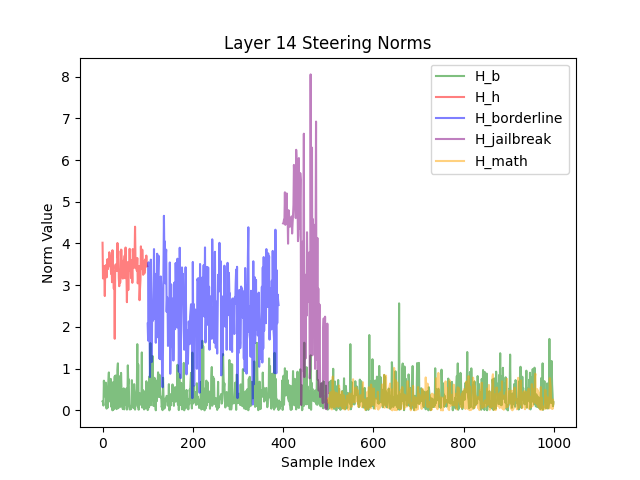 Layer 14 Steering Norms
H_b
H_h
H_borderline
H_jailbreak
H_math
Norm Value
8
7
6
5
4
3
2
1
0
0 200 400 600 800 1000
Sample Index